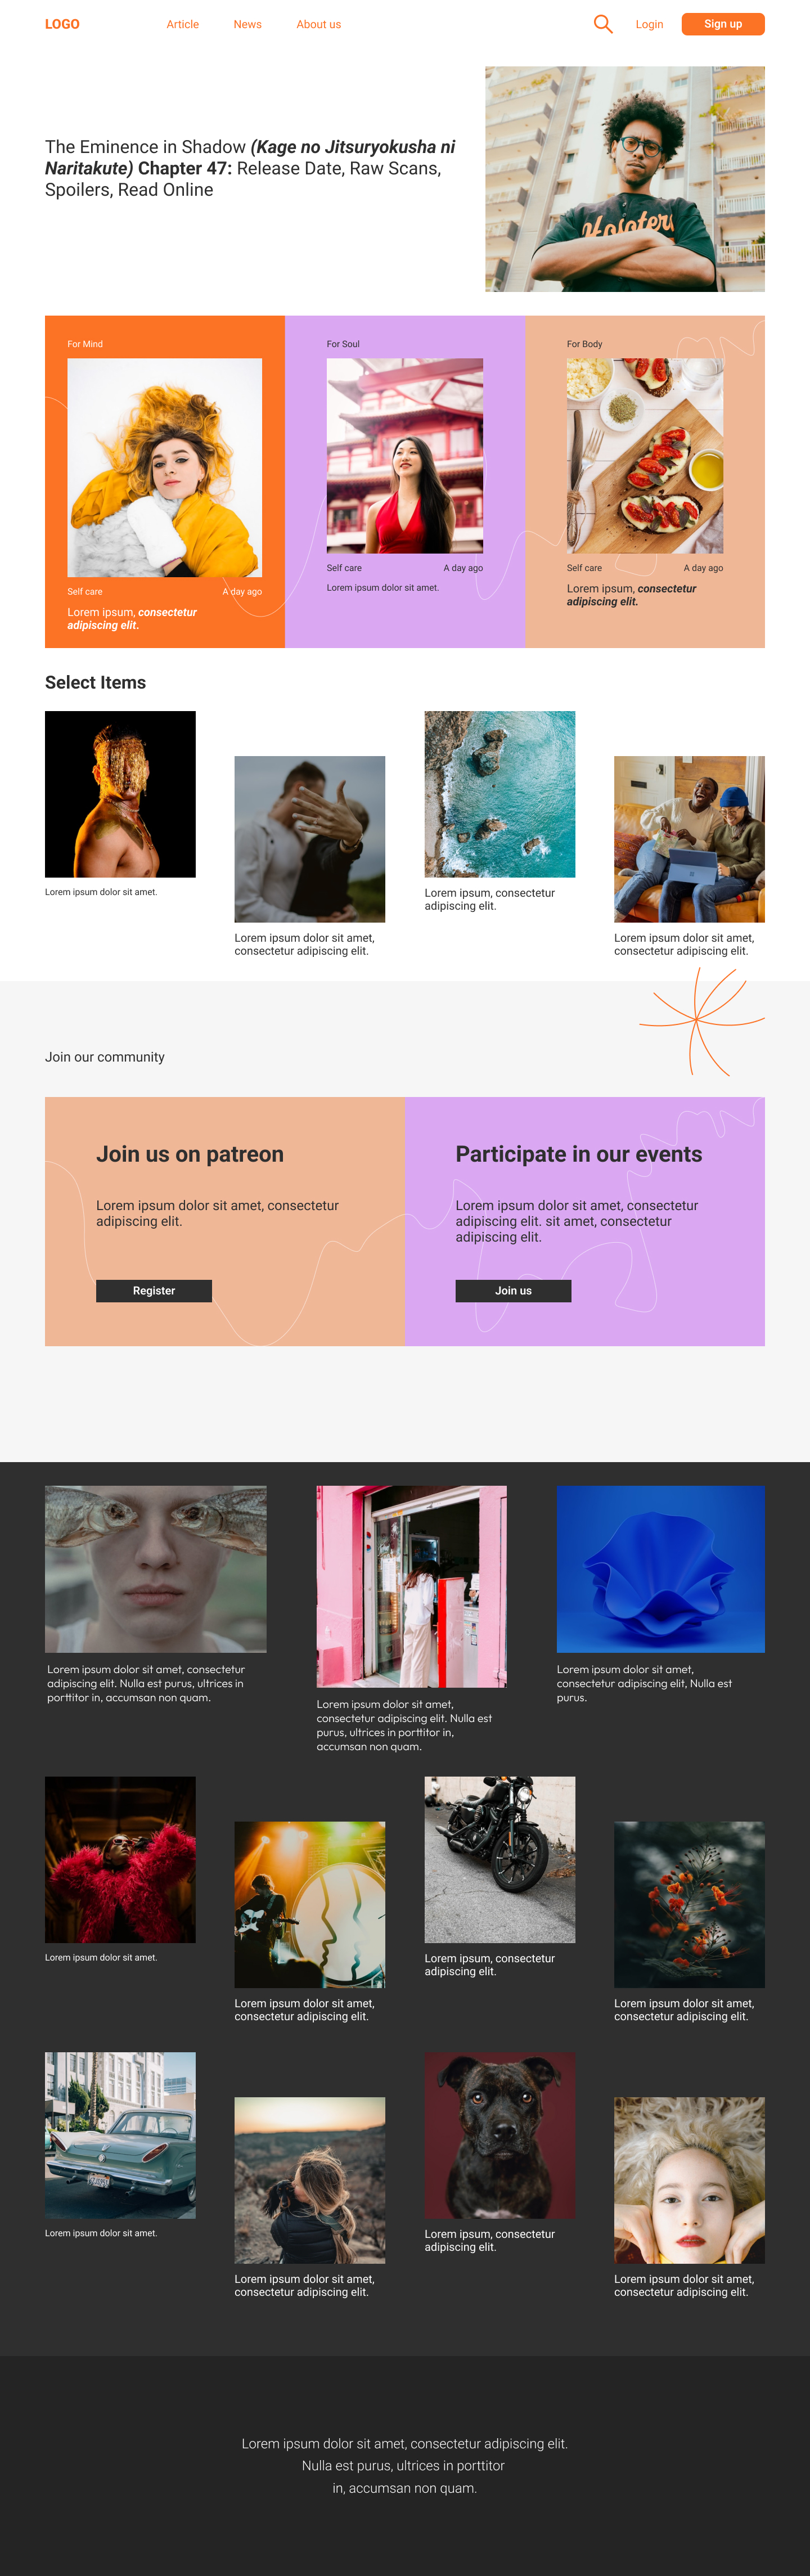 LOGO
Article
News
About us
Login
Sign up
The Eminence in Shadow (Kage no Jitsuryokusha ni
Naritakute) Chapter 47: Release Date, Raw Scans,
Spoilers, Read Online
For Mind
Self care
A day ago
Lorem ipsum, consectetur
adipiscing elit.
For Soul
Self care
A day ago
Lorem ipsum dolor sit amet.
For Body
Self care
A day ago
Lorem ipsum, consectetur
adipiscing elit.
Select Items
Lorem ipsum dolor sit amet.
Lorem ipsum dolor sit amet,
consectetur adipiscing elit.
Lorem ipsum, consectetur
adipiscing elit.
Lorem ipsum dolor sit amet,
consectetur adipiscing elit.
Join our community
Join us on patreon
Lorem ipsum dolor sit amet, consectetur
adipiscing elit.
Register
Participate in our events
Lorem ipsum dolor sit amet, consectetur
adipiscing elit. sit amet, consectetur
adipiscing elit.
Join us
Lorem ipsum dolor sit amet, consectetur
adipiscing elit. Nulla est purus, ultrices in
porttitor in, accumsan non quam.
Lorem ipsum dolor sit amet,
consectetur adipiscing elit. Nulla est
purus, ultrices in porttitor in,
accumsan non quam.
Lorem ipsum dolor sit amet,
consectetur adipiscing elit, Nulla est
purus.
Lorem ipsum dolor sit amet.
Lorem ipsum dolor sit amet,
consectetur adipiscing elit.
Lorem ipsum, consectetur
adipiscing elit.
Lorem ipsum dolor sit amet,
consectetur adipiscing elit.
Lorem ipsum dolor sit amet.
Lorem ipsum dolor sit amet,
consectetur adipiscing elit.
Lorem ipsum, consectetur
adipiscing elit.
Lorem ipsum dolor sit amet,
consectetur adipiscing elit.
Lorem ipsum dolor sit amet, consectetur adipiscing elit.
Nulla est purus, ultrices in porttitor
in, accumsan non quam.